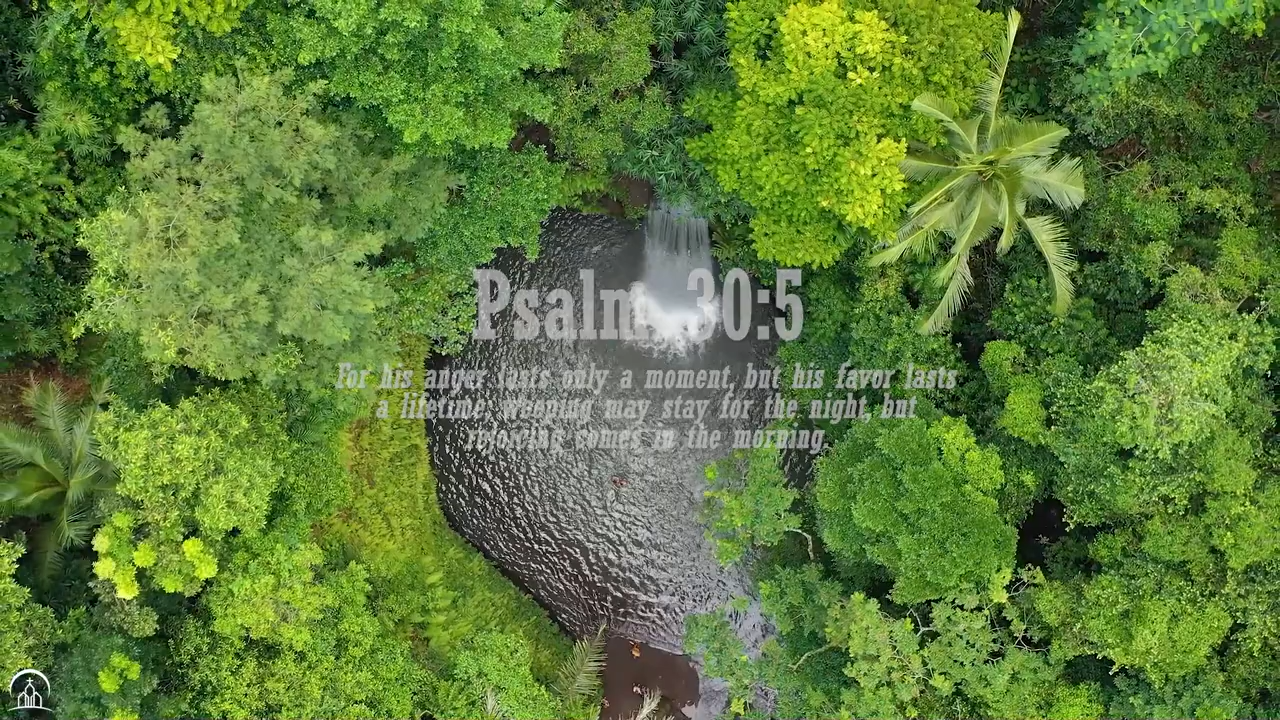 Psalm 30:5
For his anger lasts only a moment, but his favor lasts
a lifetime; weeping may stay for the night, but
rejoicing comes in the morning.